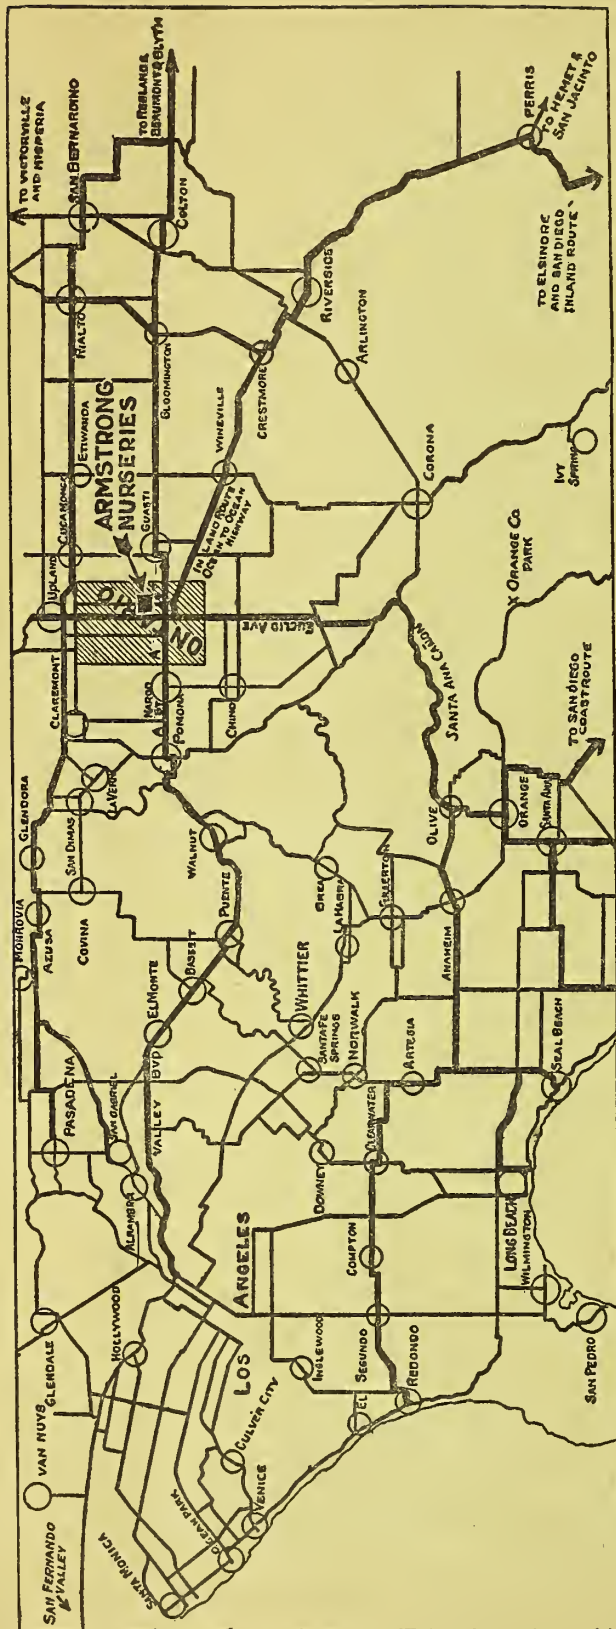 SAN FERNANDO
VALLEY
VAN NUYS
GLENDALE
SANTA MONICA
OCEAN PARK
VENICE
CULVER CITY
HOLLYWOOD
LOS
ANGELES
INGLEWOOD
EL
SEGUNDO
REDONDO
SAN PEDRO
WILMINGTON
LONG BEACH
COMPTON
CLEARWATER
DOWNEY
ALHAMBRA
SAN GABRIEL
PASADENA
VALLEY
BVD
EL MONTE
BASSETT
PUENTE
WALNUT
WHITTIER
SANTA FE
SPRINGS
NORWALK
ARTESIA
SEAL BEACH
MONROVIA
AZUSA
GLENDORA
COVINA
SAN DIMAS
LA VERNE
CLAREMONT
POMONA
NAROD
PT.
CHINO
BREA
LA HABRA
FULLERTON
ANAHEIM
OLIVE
ORANGE
SANTA ANA
TO SAN DIEGO
COAST ROUTE
SANTA ANA CAÑON
X ORANGE CO.
PARK
IVY
SPRING
UPLAND
ONTARIO
EUCLID AVE
CUCAMONGA
ETIWANDA
ARMSTRONG
NURSERIES
GUASTI
INLAND ROUTE
OCEAN TO OCEAN
HIGHWAY
WINEVILLE
CRESTMORE
CORONA
ARLINGTON
RIVERSIDE
BLOOMINGTON
RIALTO
COLTON
SAN BERNARDINO
TO VICTORVILLE
AND HISPERIA
TO REDLANDS
BEAUMONT & BLYTH
PERRIS
TO HEMET &
SAN JACINTO
TO ELSINORE
AND SAN DIEGO
INLAND ROUTE